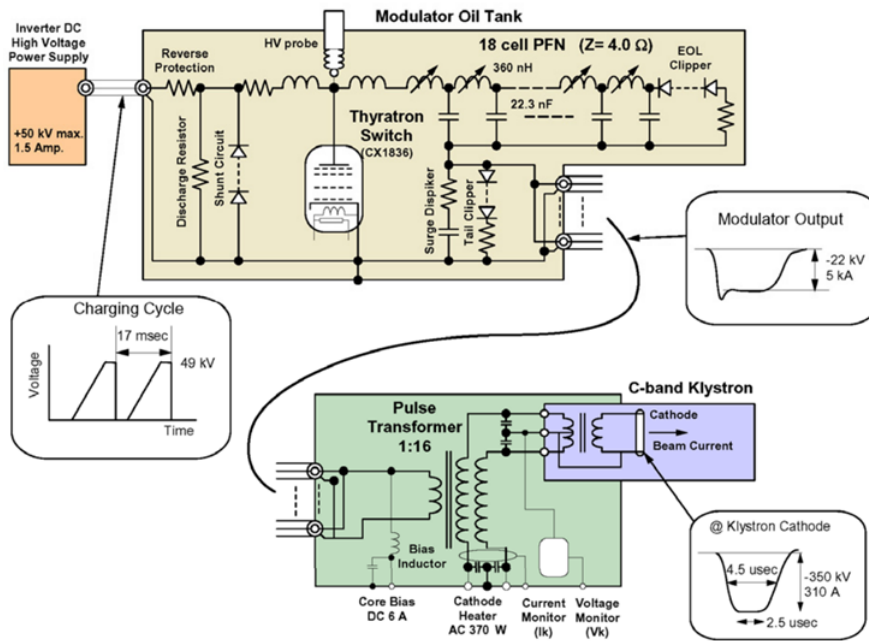 Modulator Oil Tank
Inverter DC
High Voltage
Power Supply
+50 kV max.
1.5 Amp.
Reverse
Protection
HV probe
18 cell PFN (Z= 4.0 Ω)
EOL
Clipper
360 nH
22.3 nF
Thyratron
Switch
(CX1836)
Discharge Resistor
Shunt Circuit
Surge Dispiker
Tail Clipper
Modulator Output
-22 kV
5 kA
Charging Cycle
17 msec
49 kV
Voltage
Time
C-band Klystron
Pulse
Transformer
1:16
Cathode
Beam Current
Bias
Inductor
Core Bias
DC 6 A
Cathode
Heater
AC 370 W
Current
Monitor
(Ik)
Voltage
Monitor
(Vk)
@ Klystron Cathode
4.5 usec
-350 kV
310 A
2.5 usec